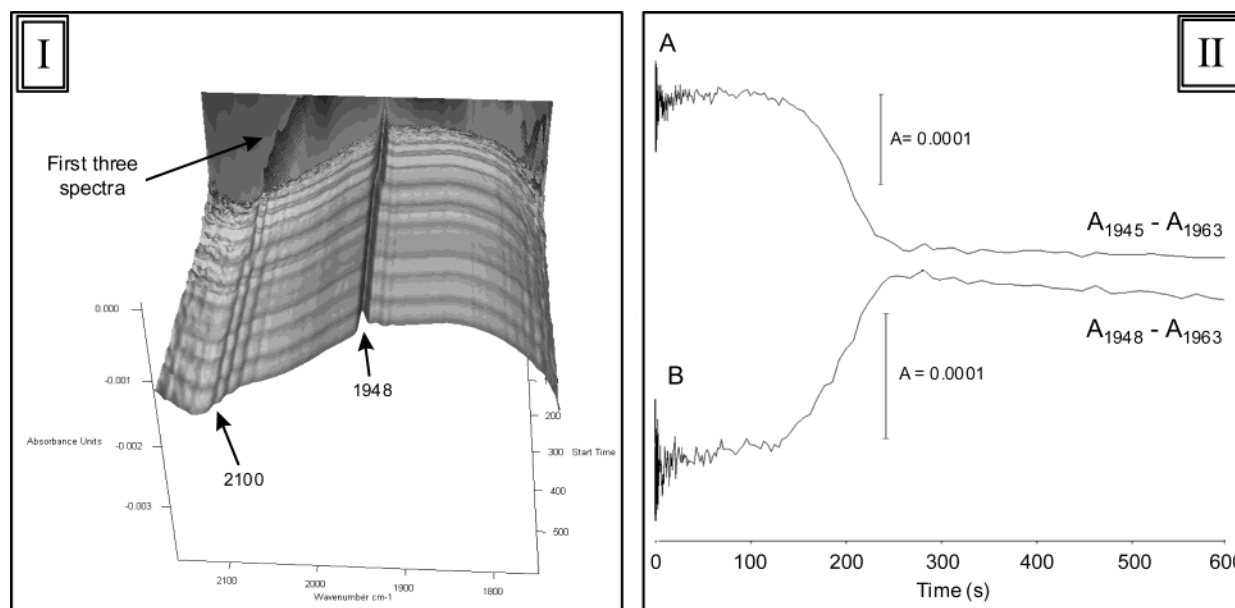 I
First three
spectra
0.000
-0.001
Absorbance Units
-0.002
-0.003
1948
2100
200
300
Start Time
400
500
2100
2000
1900
1800
Wavenumber cm-1
II
A
A= 0.0001
A1945 - A1963
A1948 - A1963
A = 0.0001
B
0
100
200
300
400
500
600
Time (s)